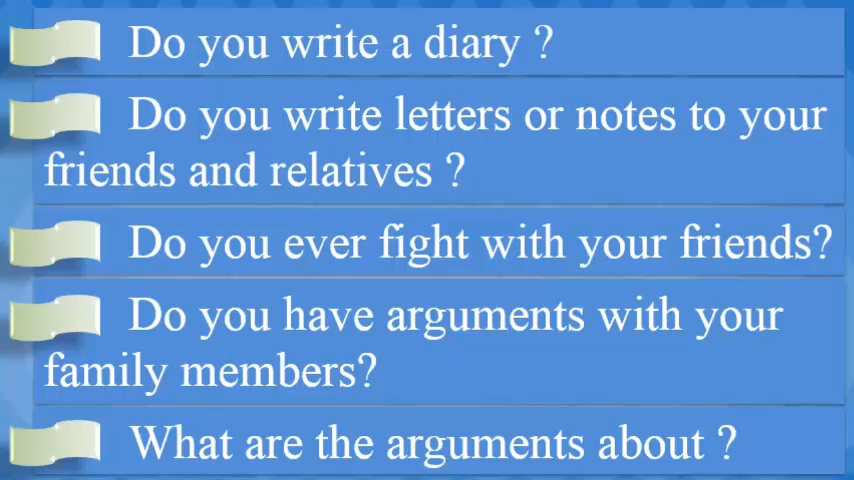 Do you write a diary ?
Do you write letters or notes to your
friends and relatives ?
Do you ever fight with your friends?
Do you have arguments with your
family members?
What are the arguments about ?